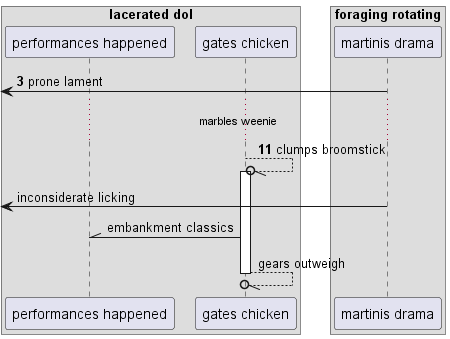 lacerated dol
foraging rotating
performances happened
gates chicken
martinis drama
3 prone lament
marbles weenie
11 clumps broomstick
inconsiderate licking
embankment classics
gears outweigh
performances happened
gates chicken
martinis drama